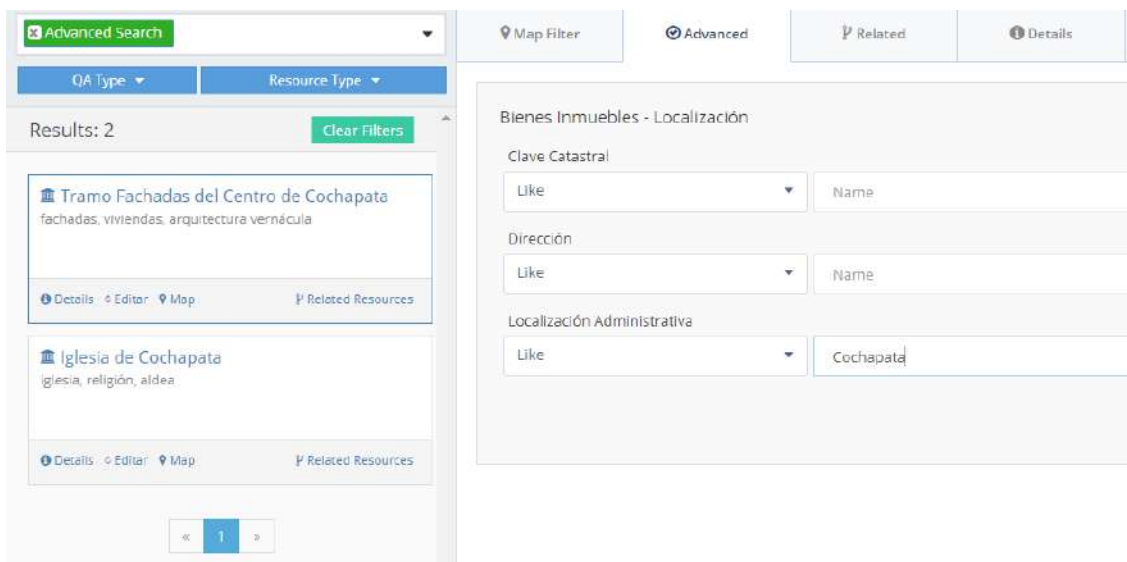 Advanced Search
QA Type
Resource Type
Results: 2
Clear Filters
Tramo Fachadas del Centro de Cochapata
fachadas, viviendas, arquitectura vernácula
Details Editar Map Related Resources
Iglesia de Cochapata
iglesia, religión, aldea
Details Editar Map Related Resources
« 1 »
Map Filter
Advanced
Related
Details
Bienes Inmuebles - Localización
Clave Catastral
Like Name
Dirección
Like Name
Localización Administrativa
Like Cochapata